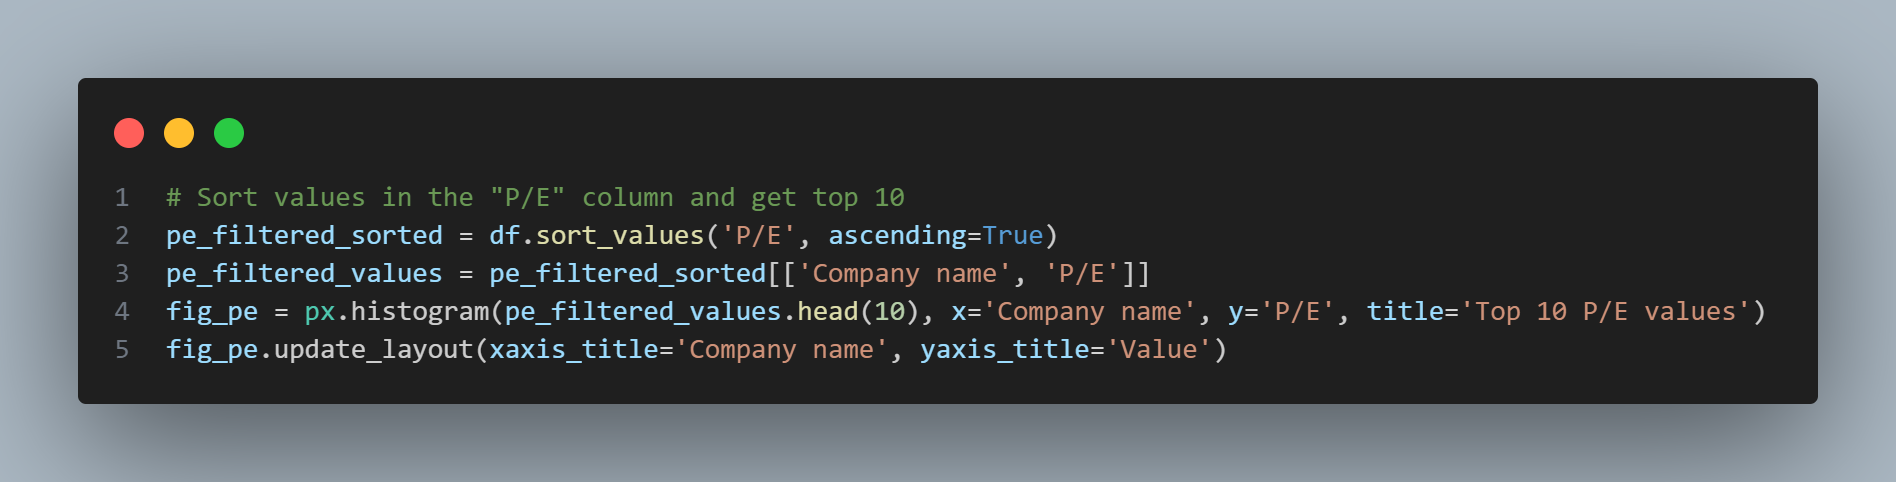 1 # Sort values in the "P/E" column and get top 10
2 pe_filtered_sorted = df.sort_values('P/E', ascending=True)
3 pe_filtered_values = pe_filtered_sorted[['Company name', 'P/E']]
4 fig_pe = px.histogram(pe_filtered_values.head(10), x='Company name', y='P/E', title='Top 10 P/E values')
5 fig_pe.update_layout(xaxis_title='Company name', yaxis_title='Value')